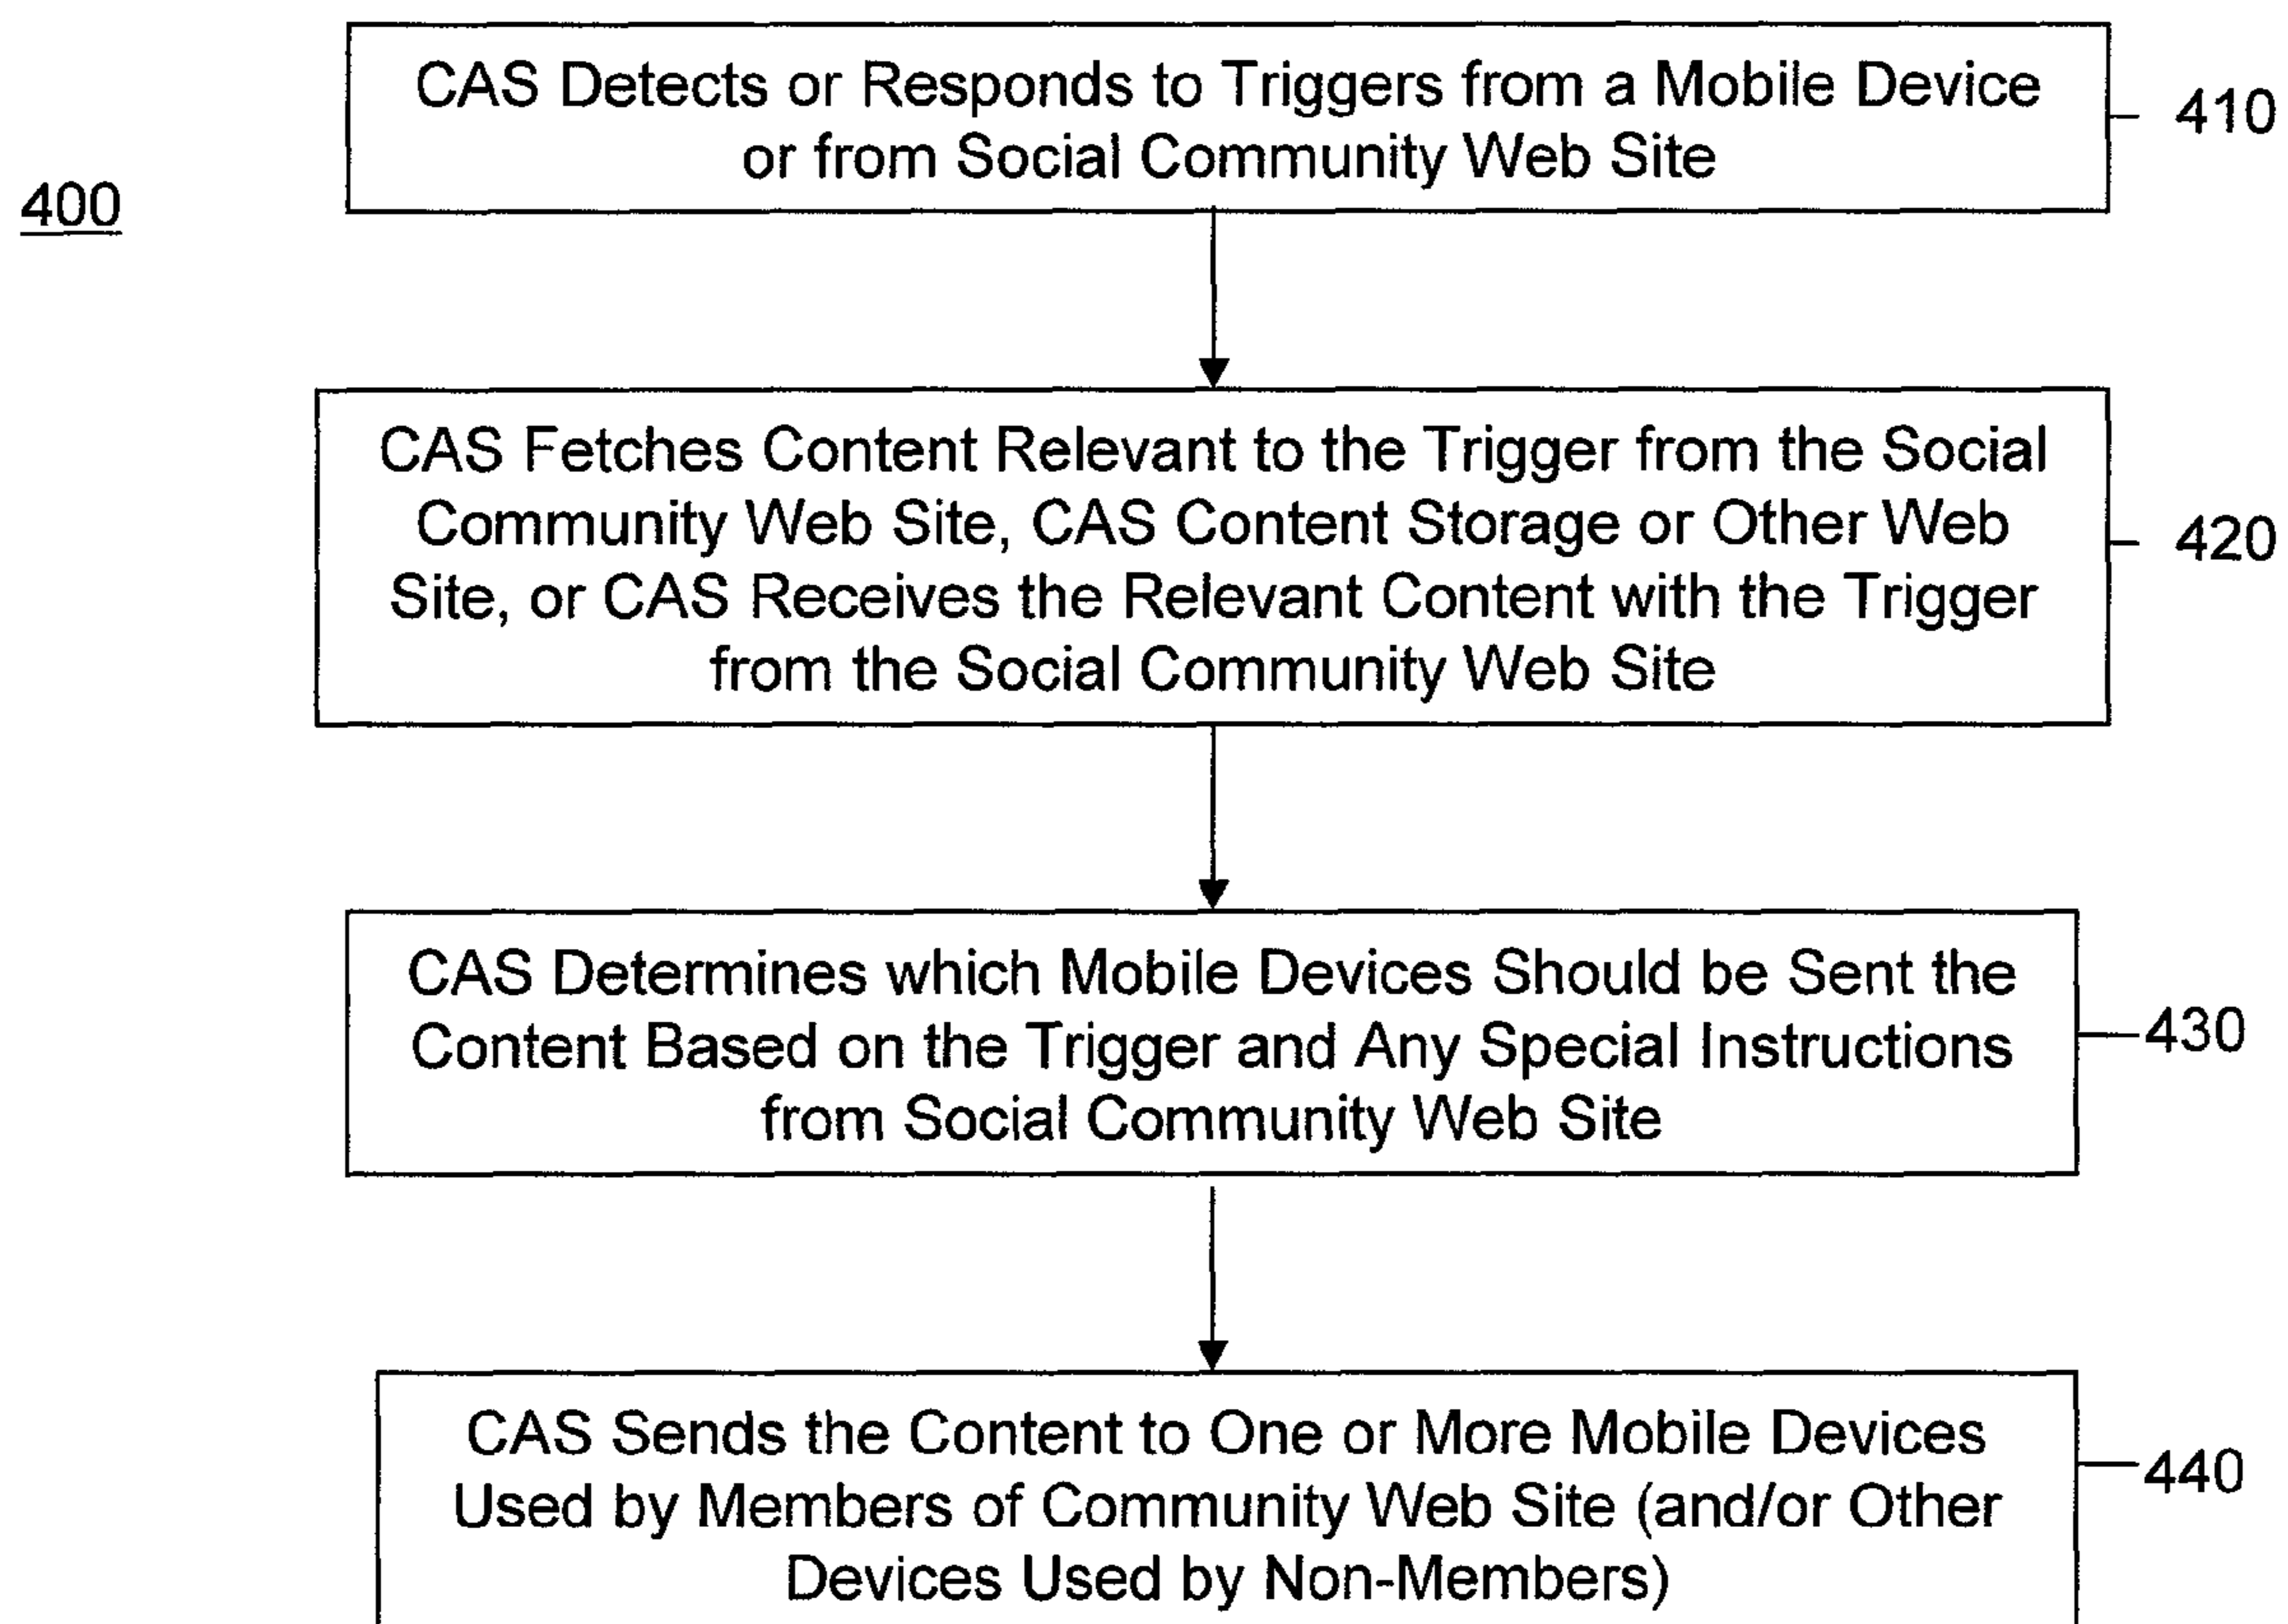 CAS Detects or Responds to Triggers from a Mobile Device
or from Social Community Web Site
410
400
CAS Fetches Content Relevant to the Trigger from the Social
Community Web Site, CAS Content Storage or Other Web
Site, or CAS Receives the Relevant Content with the Trigger
from the Social Community Web Site
420
CAS Determines which Mobile Devices Should be Sent the
Content Based on the Trigger and Any Special Instructions
from Social Community Web Site
430
CAS Sends the Content to One or More Mobile Devices
Used by Members of Community Web Site (and/or Other
Devices Used by Non-Members)
440